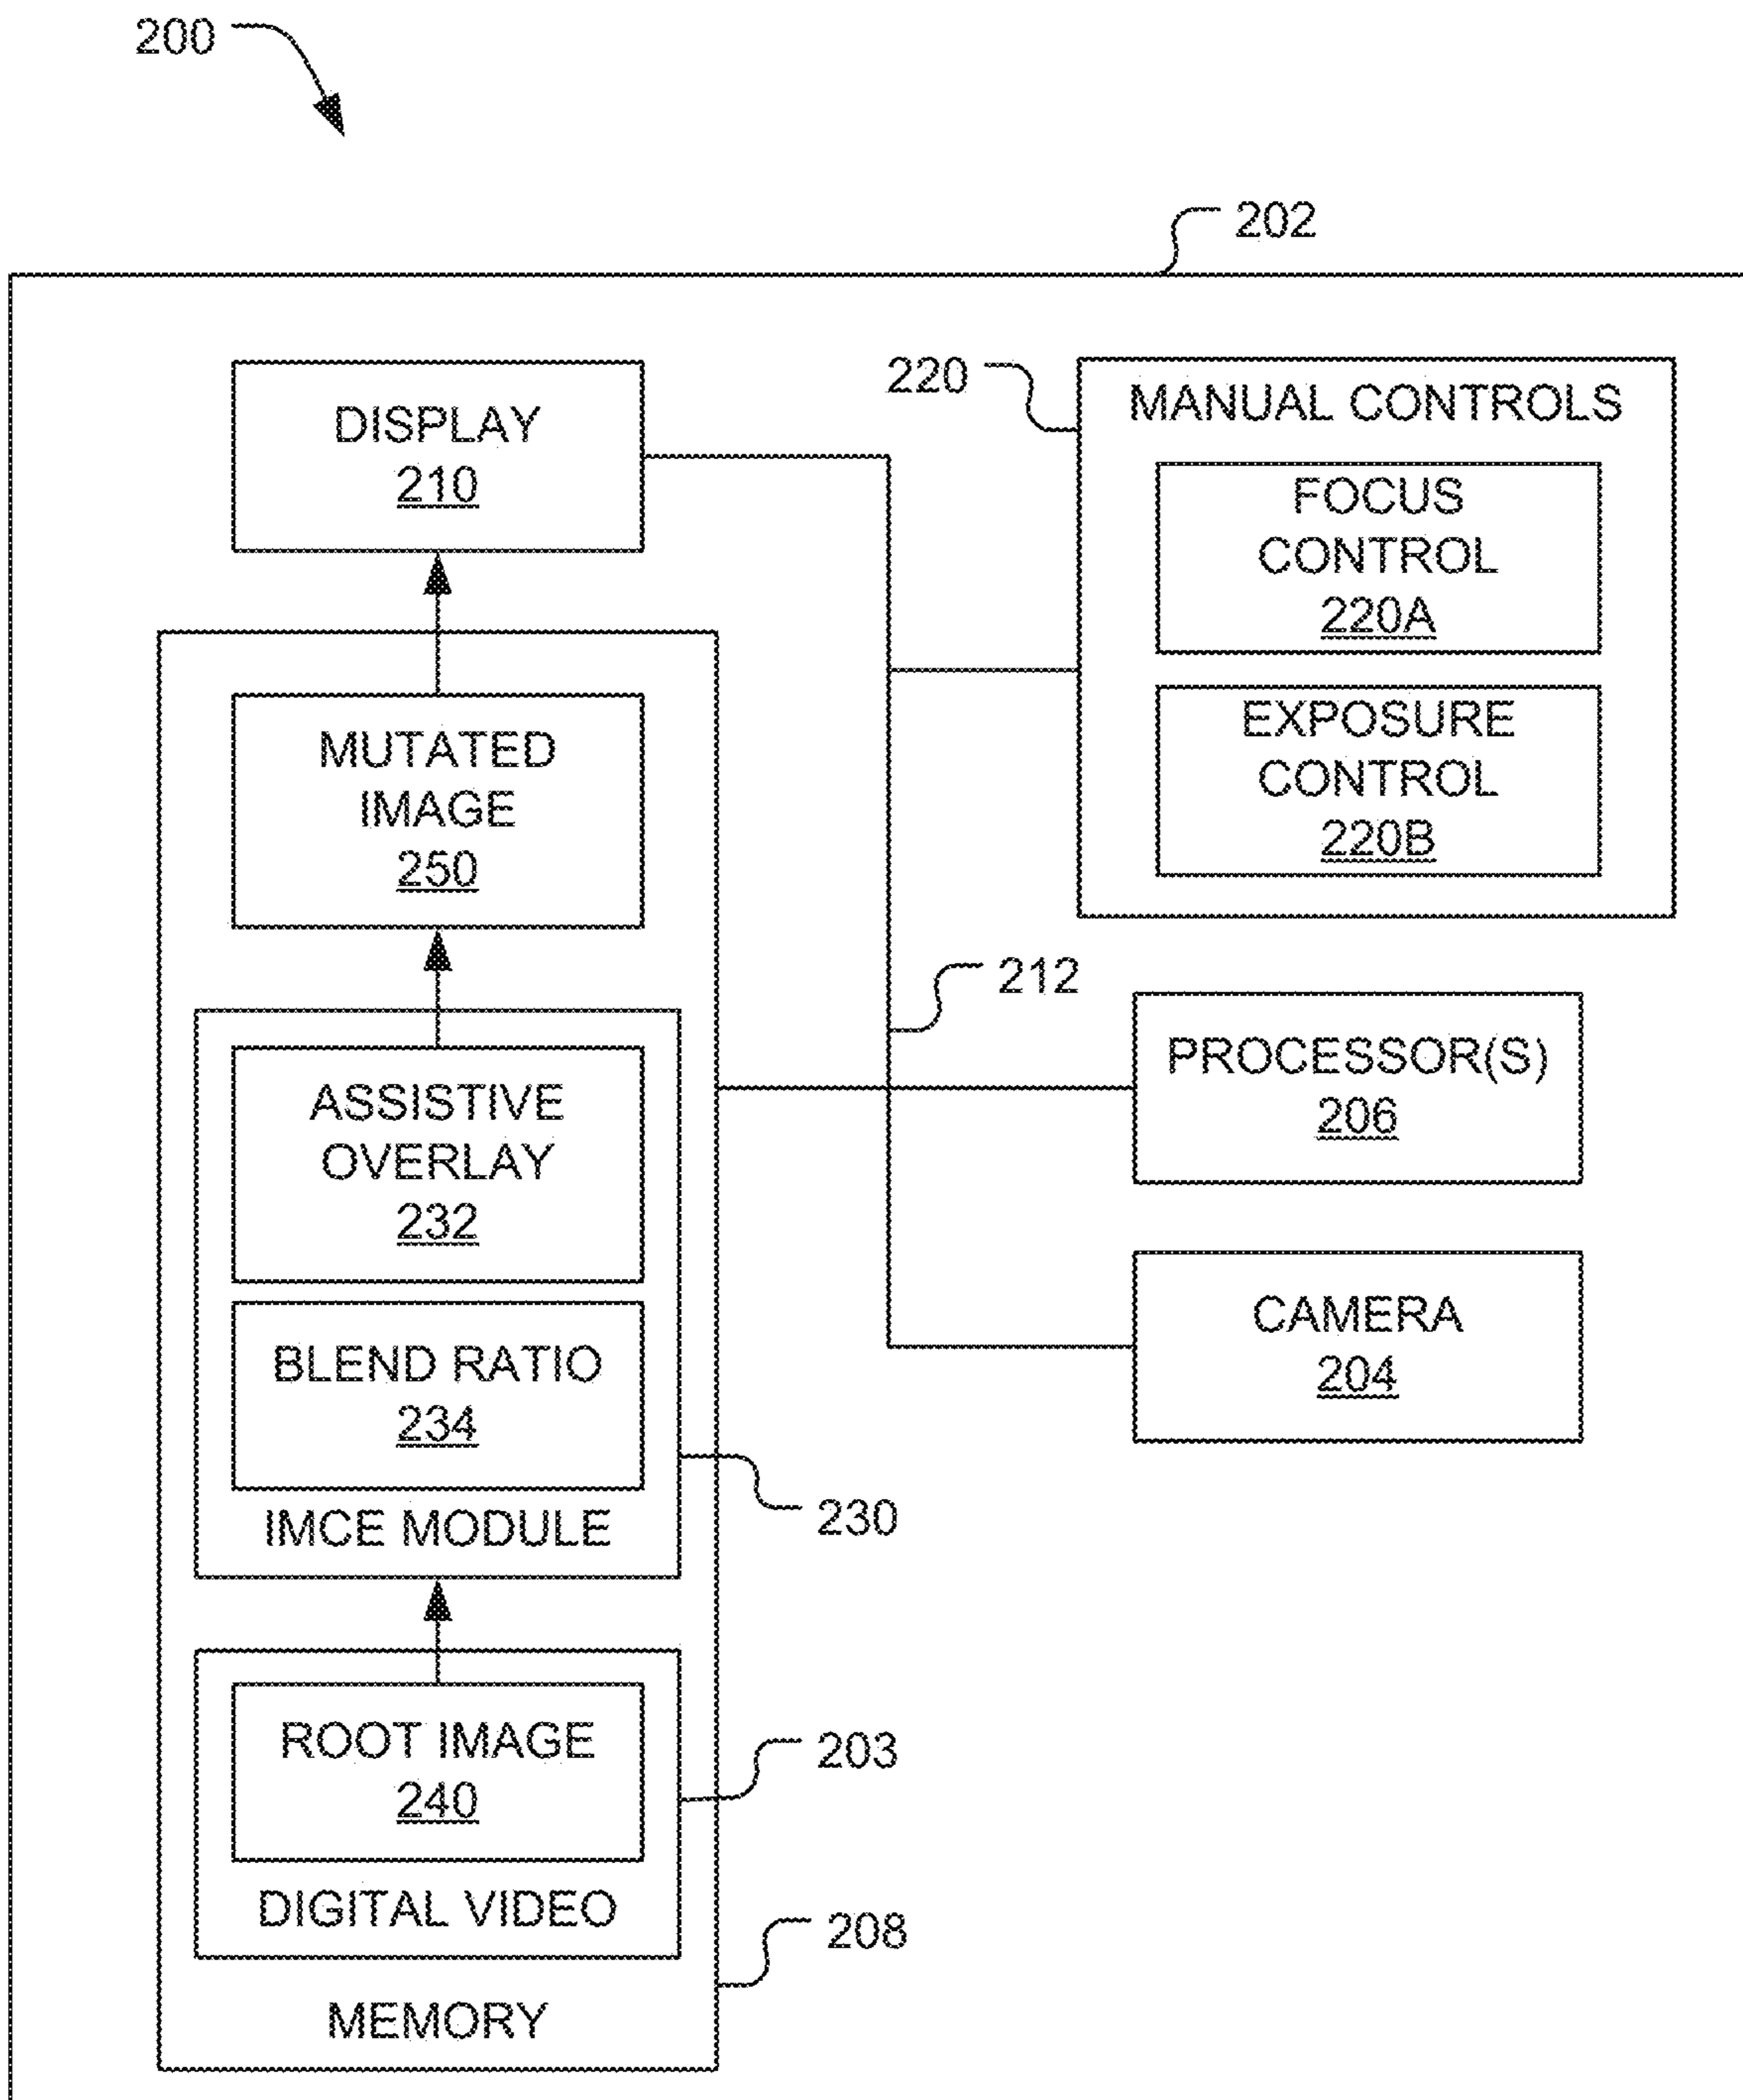 200
202
DISPLAY
210
220
MANUAL CONTROLS
FOCUS
CONTROL
220A
EXPOSURE
CONTROL
220B
MUTATED
IMAGE
250
212
PROCESSOR(S)
206
ASSISTIVE
OVERLAY
232
CAMERA
204
BLEND RATIO
234
IMCE MODULE
230
ROOT IMAGE
240
203
DIGITAL VIDEO
208
MEMORY